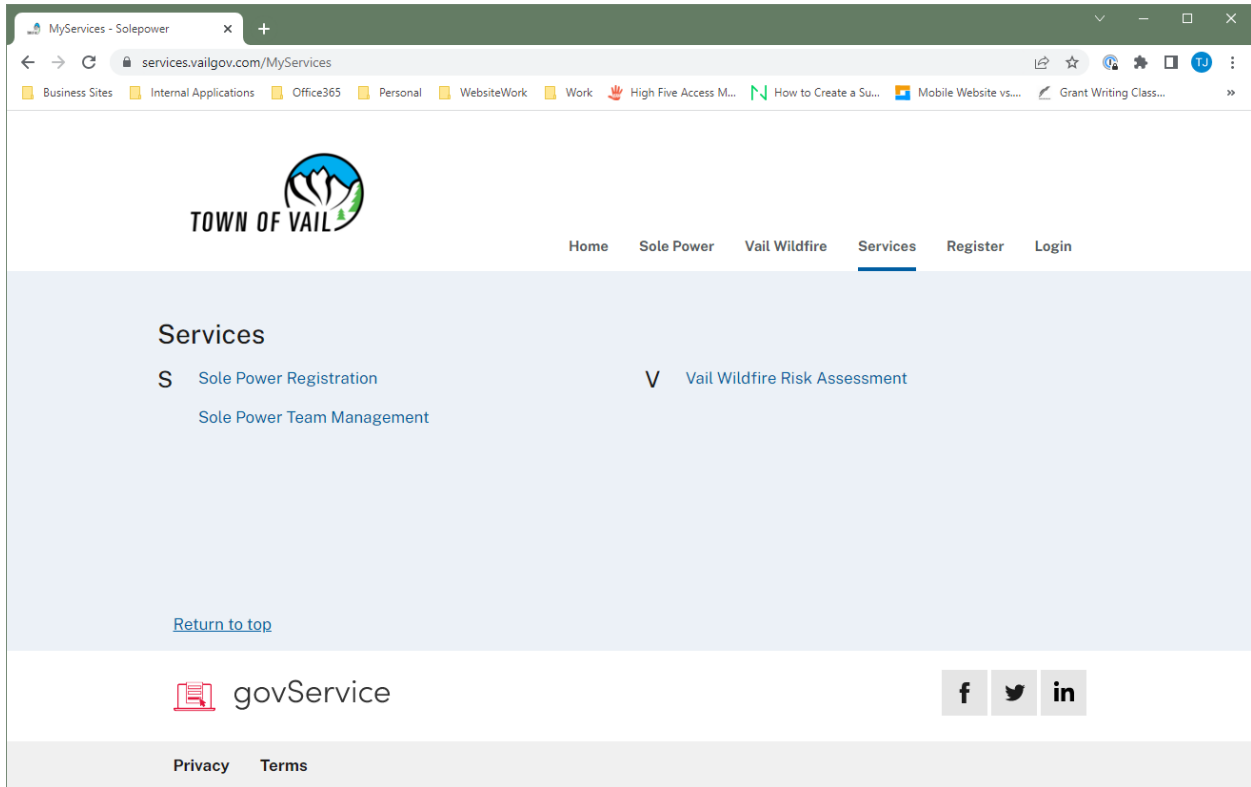 MyServices - Solepower
services.vailgov.com/MyServices
TJ
Business Sites Internal Applications Office365 Personal WebsiteWork Work High Five Access M... How to Create a Su... Mobile Website vs.... Grant Writing Class... »
TOWN OF VAIL
Home Sole Power Vail Wildfire Services Register Login
Services
S Sole Power Registration V Vail Wildfire Risk Assessment
Sole Power Team Management
Return to top
govService
f in
Privacy Terms